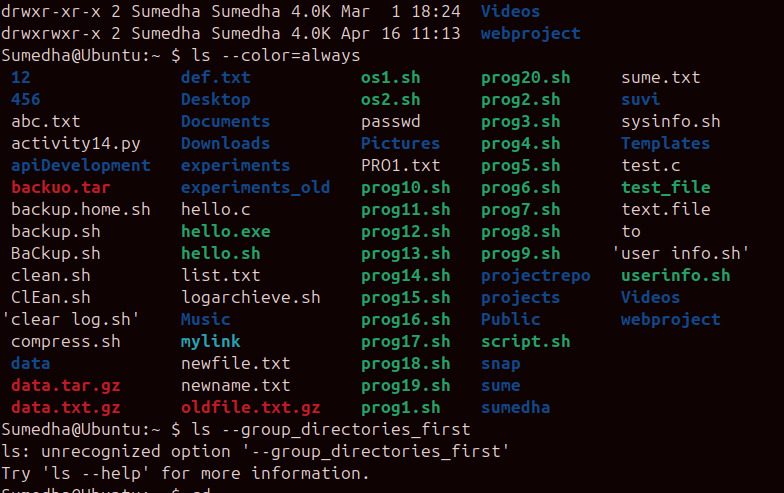 drwxr-xr-x 2 Sumedha Sumedha 4.0K Mar  1 18:24  Videos
drwxrwxr-x 2 Sumedha Sumedha 4.0K Apr 16 11:13  webproject
Sumedha@Ubuntu:~ $ ls --color=always
 12                def.txt           os1.sh      prog20.sh     sume.txt
 456               Desktop           os2.sh      prog2.sh      suvi
 abc.txt           Documents         passwd      prog3.sh      sysinfo.sh
 activity14.py     Downloads         Pictures    prog4.sh      Templates
 apiDevelopment    experiments       PRO1.txt    prog5.sh      test.c
 backuo.tar        experiments_old   prog10.sh   prog6.sh      test_file
 backup.home.sh    hello.c           prog11.sh   prog7.sh      text.file
 backup.sh         hello.exe         prog12.sh   prog8.sh      to
 BaCkup.sh         hello.sh          prog13.sh   prog9.sh     'user info.sh'
 clean.sh          list.txt          prog14.sh   projectrepo   userinfo.sh
 ClEan.sh          logarchieve.sh    prog15.sh   projects      Videos
'clear log.sh'     Music             prog16.sh   Public        webproject
 compress.sh       mylink            prog17.sh   script.sh
 data              newfile.txt       prog18.sh   snap
 data.tar.gz       newname.txt       prog19.sh   sume
 data.txt.gz       oldfile.txt.gz    prog1.sh    sumedha
Sumedha@Ubuntu:~ $ ls --group_directories_first
ls: unrecognized option '--group_directories_first'
Try 'ls --help' for more information.
Sumedha@Ubuntu:~ $ cd